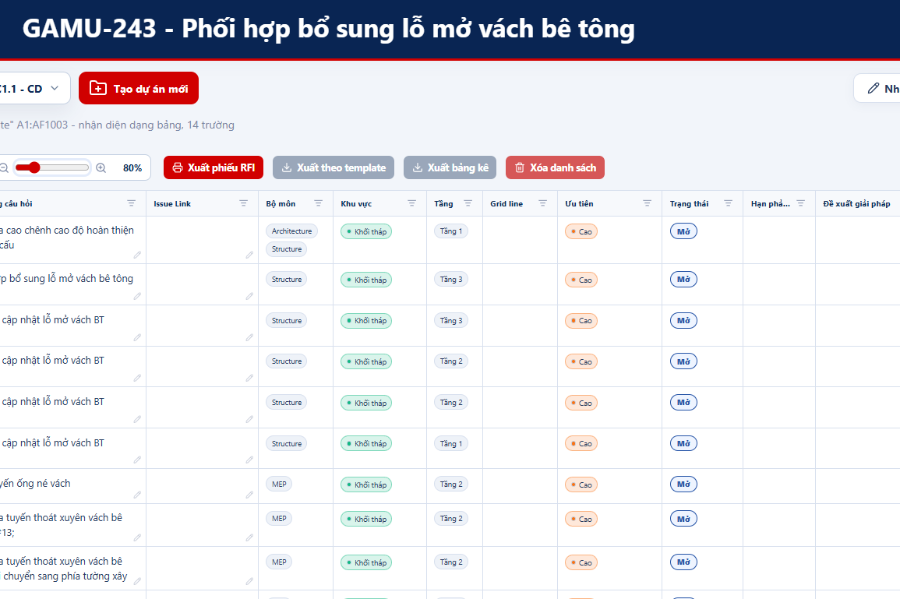 GAMU-243 - Phối hợp bổ sung lỗ mở vách bê tông
1.1 - CD
Tạo dự án mới
A1:AF1003 - nhận diện dạng bảng, 14 trường
80%
Xuất phiếu RFI
Xuất theo template
Xuất bảng kê
Xóa danh sách
câu hỏi
Issue Link
Bộ môn
Khu vực
Tầng
Grid line
Ưu tiên
Trạng thái
Hạn phả...
Đề xuất giải pháp
cao chênh cao độ hoàn thiện
cấu
Architecture
Structure
Khối tháp
Tầng 1
Cao
Mở
bổ sung lỗ mở vách bê tông
Structure
Khối tháp
Tầng 3
Cao
Mở
cập nhật lỗ mở vách BT
Structure
Khối tháp
Tầng 3
Cao
Mở
cập nhật lỗ mở vách BT
Structure
Khối tháp
Tầng 2
Cao
Mở
cập nhật lỗ mở vách BT
Structure
Khối tháp
Tầng 2
Cao
Mở
cập nhật lỗ mở vách BT
Structure
Khối tháp
Tầng 1
Cao
Mở
ống né vách
MEP
Khối tháp
Tầng 2
Cao
Mở
tuyến thoát xuyên vách bê
13;
MEP
Khối tháp
Tầng 2
Cao
Mở
tuyến thoát xuyên vách bê
chuyển sang phía tường xây
MEP
Khối tháp
Tầng 2
Cao
Mở